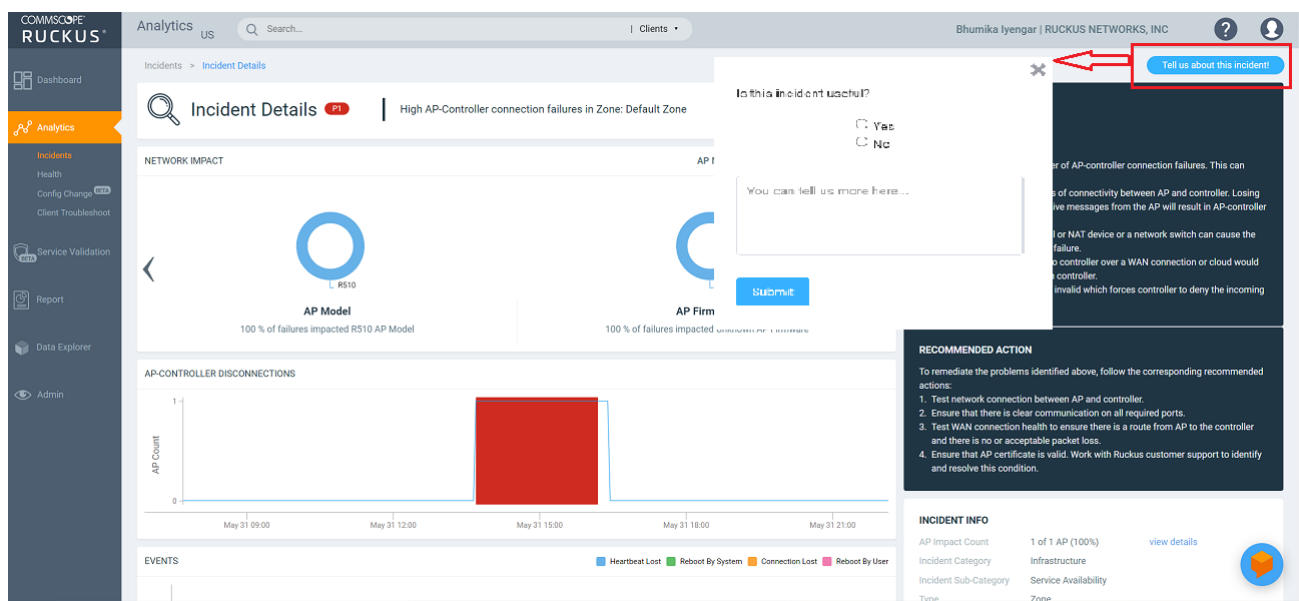 COMMSCOPE
RUCKUS
Analytics US
Search...
Clients
Bhumika Iyengar | RUCKUS NETWORKS, INC
?
Dashboard
Analytics
Incidents
Health
Config Change BETA
Client Troubleshoot
Service Validation
BETA
Report
Data Explorer
Admin
Incidents > Incident Details
Tell us about this incident!
Incident Details P1
High AP-Controller connection failures in Zone: Default Zone
Is this incident useful?
Yes
No
You can tell us more here...
Submit
NETWORK IMPACT
AP
R510
AP Model
100 % of failures impacted R510 AP Model
AP Firm
100 % of failures impacted unknown AP Firmware
er of AP-controller connection failures. This can
s of connectivity between AP and controller. Losing
ive messages from the AP will result in AP-controller
l or NAT device or a network switch can cause the
failure.
o controller over a WAN connection or cloud would
controller.
invalid which forces controller to deny the incoming
RECOMMENDED ACTION
To remediate the problems identified above, follow the corresponding recommended
actions:
1. Test network connection between AP and controller.
2. Ensure that there is clear communication on all required ports.
3. Test WAN connection health to ensure there is a route from AP to the controller
and there is no or acceptable packet loss.
4. Ensure that AP certificate is valid. Work with Ruckus customer support to identify
and resolve this condition.
AP-CONTROLLER DISCONNECTIONS
AP Count
1
0
May 31 09:00
May 31 12:00
May 31 15:00
May 31 18:00
May 31 21:00
EVENTS
Heartbeat Lost
Reboot By System
Connection Lost
Reboot By User
INCIDENT INFO
AP Impact Count 1 of 1 AP (100%) view details
Incident Category Infrastructure
Incident Sub-Category Service Availability
Type Zone